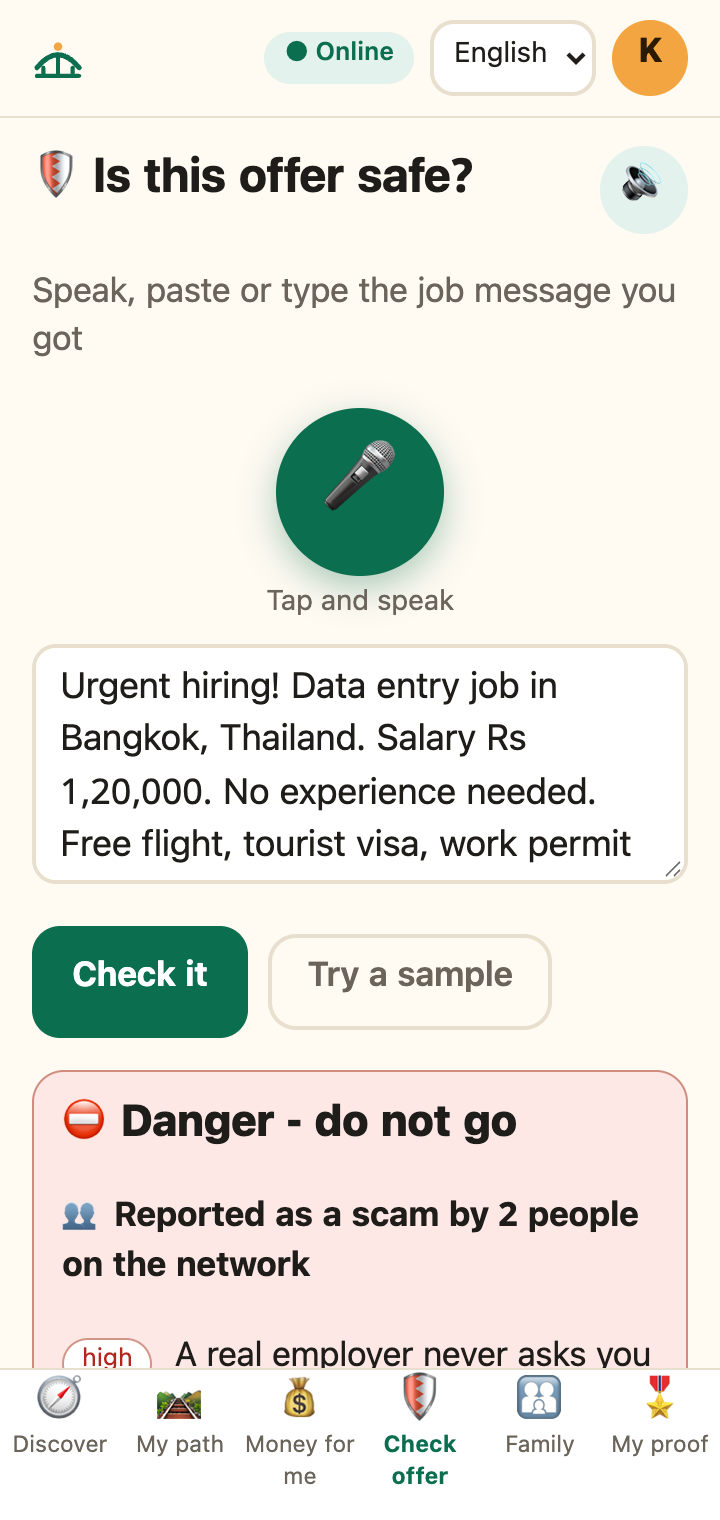 Online
English
K
Is this offer safe?
Speak, paste or type the job message you
got
Tap and speak
Urgent hiring! Data entry job in
Bangkok, Thailand. Salary Rs
1,20,000. No experience needed.
Free flight, tourist visa, work permit
Check it
Try a sample
Danger - do not go
Reported as a scam by 2 people
on the network
high A real employer never asks you
Discover
My path
Money for
me
Check
offer
Family
My proof